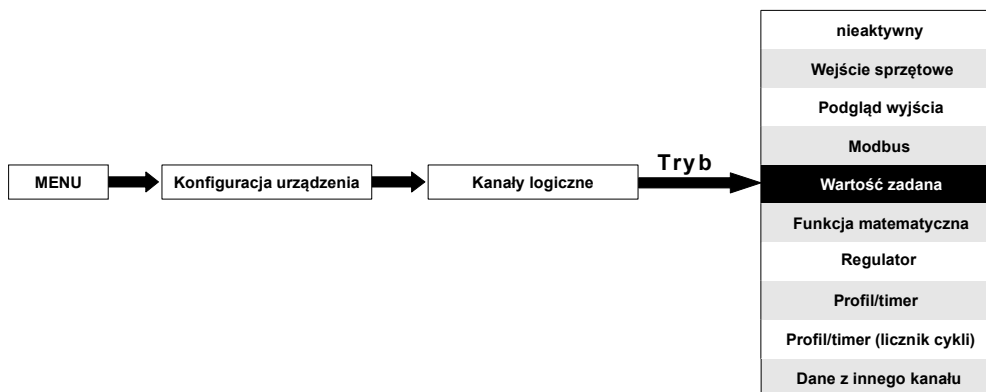 MENU
Konfiguracja urządzenia
Kanały logiczne
Tryb
nieaktywny
Wejście sprzętowe
Podgląd wyjścia
Modbus
Wartość zadana
Funkcja matematyczna
Regulator
Profil/timer
Profil/timer (licznik cykli)
Dane z innego kanału